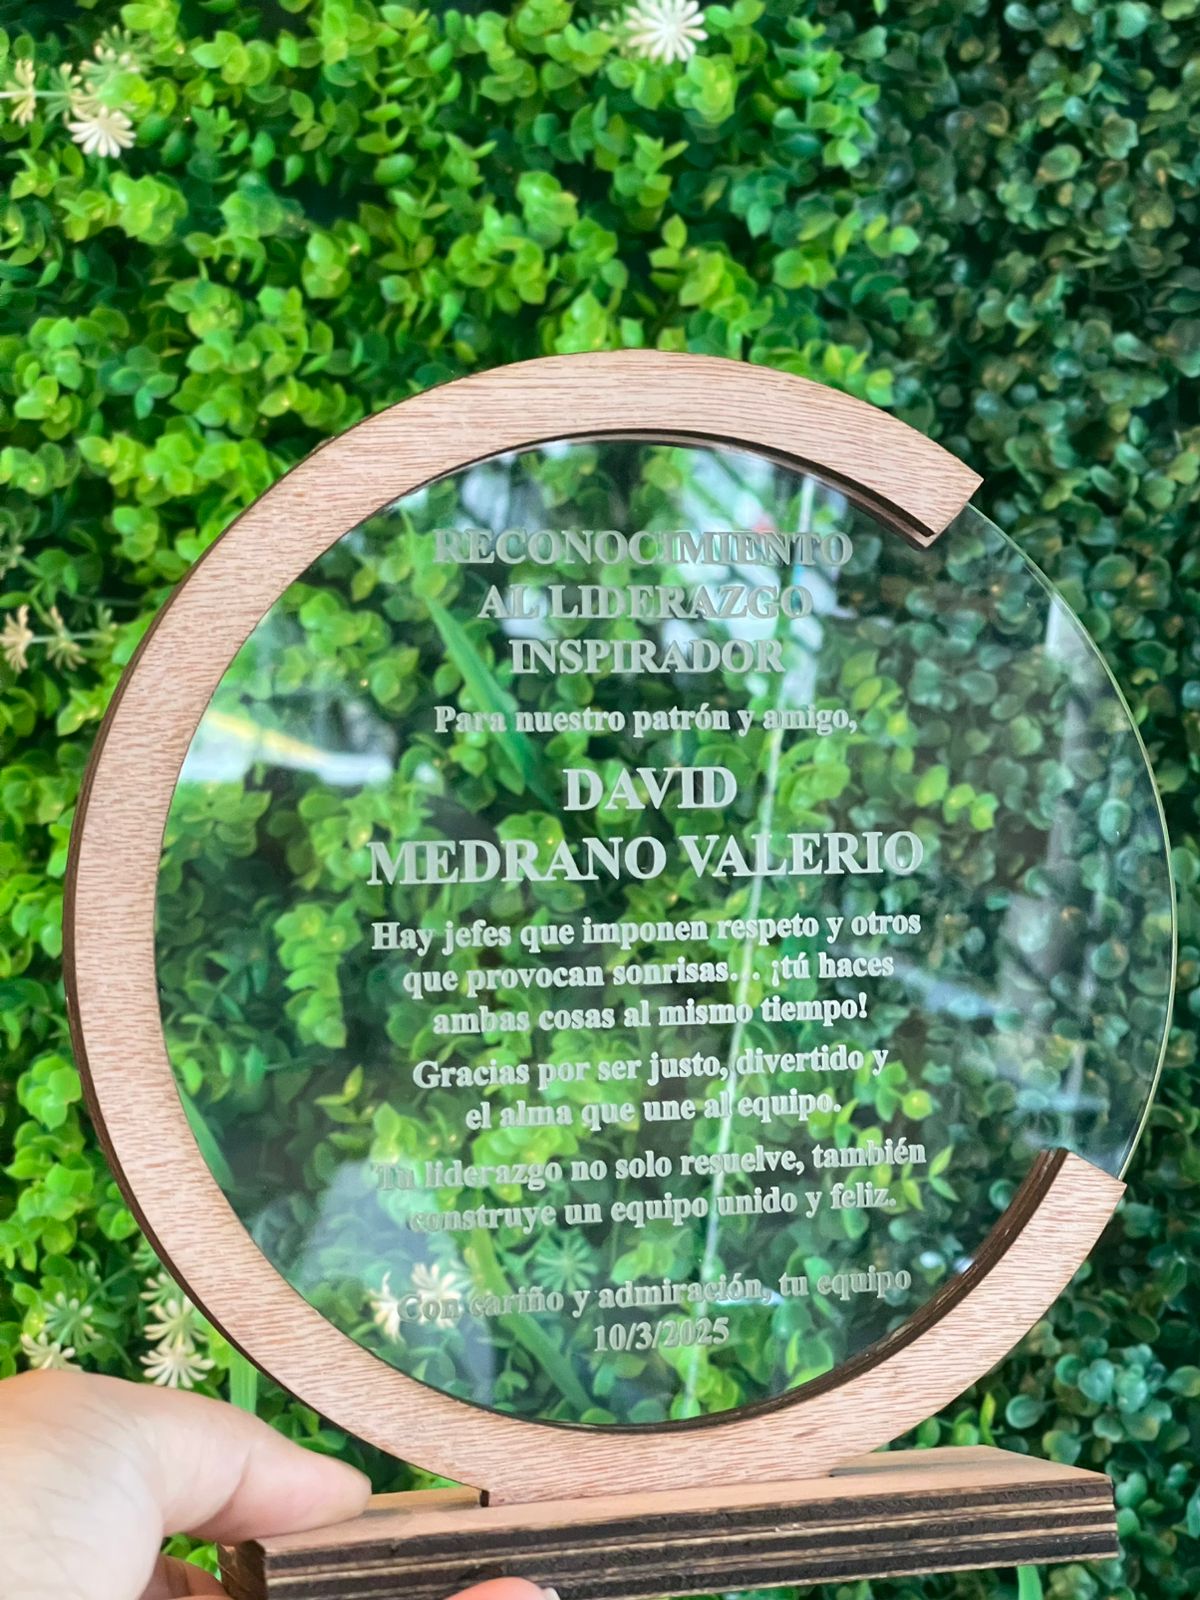 RECONOCIMIENTO
AL LIDERAZGO
INSPIRADOR
Para nuestro patrón y amigo,
DAVID
MEDRANO VALERIO
Hay jefes que imponen respeto y otros
que provocan sonrisas... ¡tú haces
ambas cosas al mismo tiempo!
Gracias por ser justo, divertido y
el alma que une al equipo.
Tu liderazgo no solo resuelve, también
construye un equipo unido y feliz.
Con cariño y admiración, tu equipo
10/3/2025